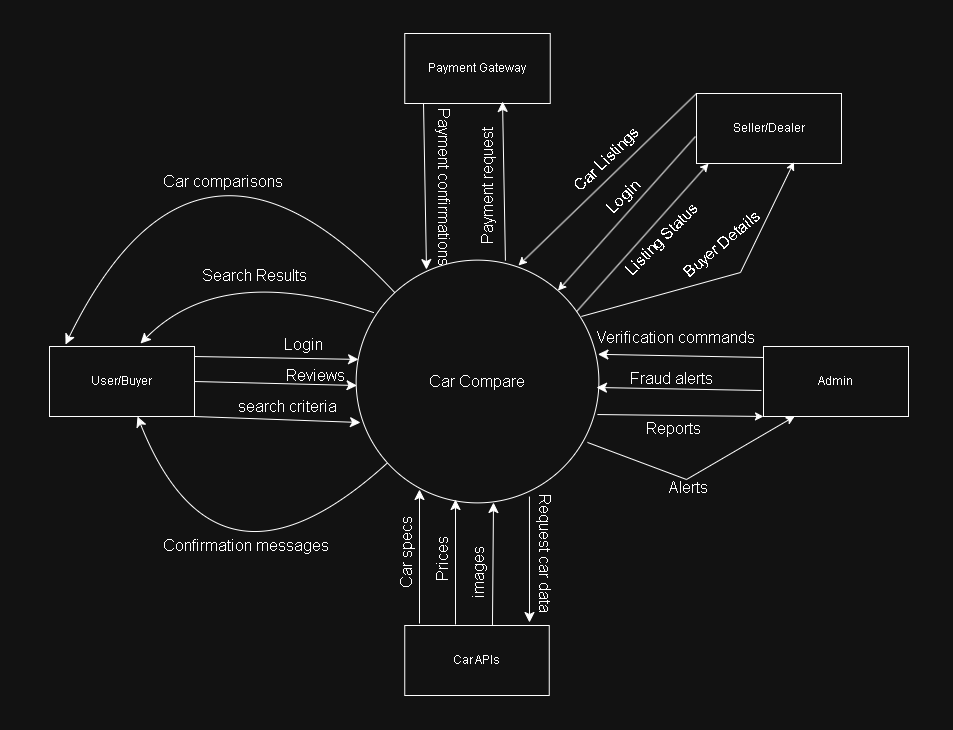 Payment Gateway
Seller/Dealer
Payment confirmations
Payment request
Car Listings
Login
Listing Status
Buyer Details
Car comparisons
Search Results
Login
Reviews
search criteria
User/Buyer
Car Compare
Verification commands
Fraud alerts
Admin
Reports
Alerts
Confirmation messages
Car specs
Prices
images
Request car data
Car APIs